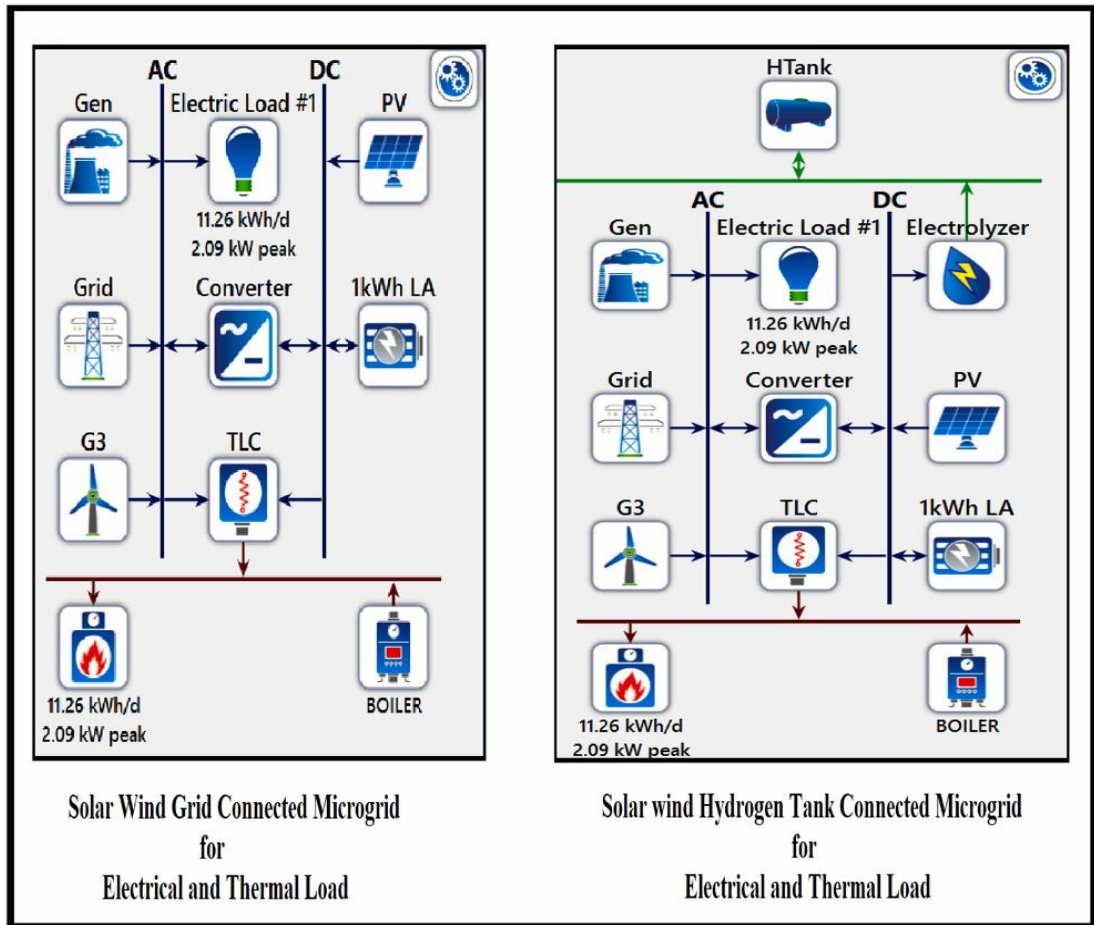 AC DC
Gen Electric Load #1 PV
11.26 kWh/d
2.09 kW peak
Grid Converter 1kWh LA
G3 TLC
11.26 kWh/d
2.09 kW peak
BOILER
Solar Wind Grid Connected Microgrid
for
Electrical and Thermal Load
HTank
AC DC
Gen Electric Load #1 Electrolyzer
11.26 kWh/d
2.09 kW peak
Grid Converter PV
G3 TLC 1kWh LA
11.26 kWh/d
2.09 kW peak
BOILER
Solar wind Hydrogen Tank Connected Microgrid
for
Electrical and Thermal Load